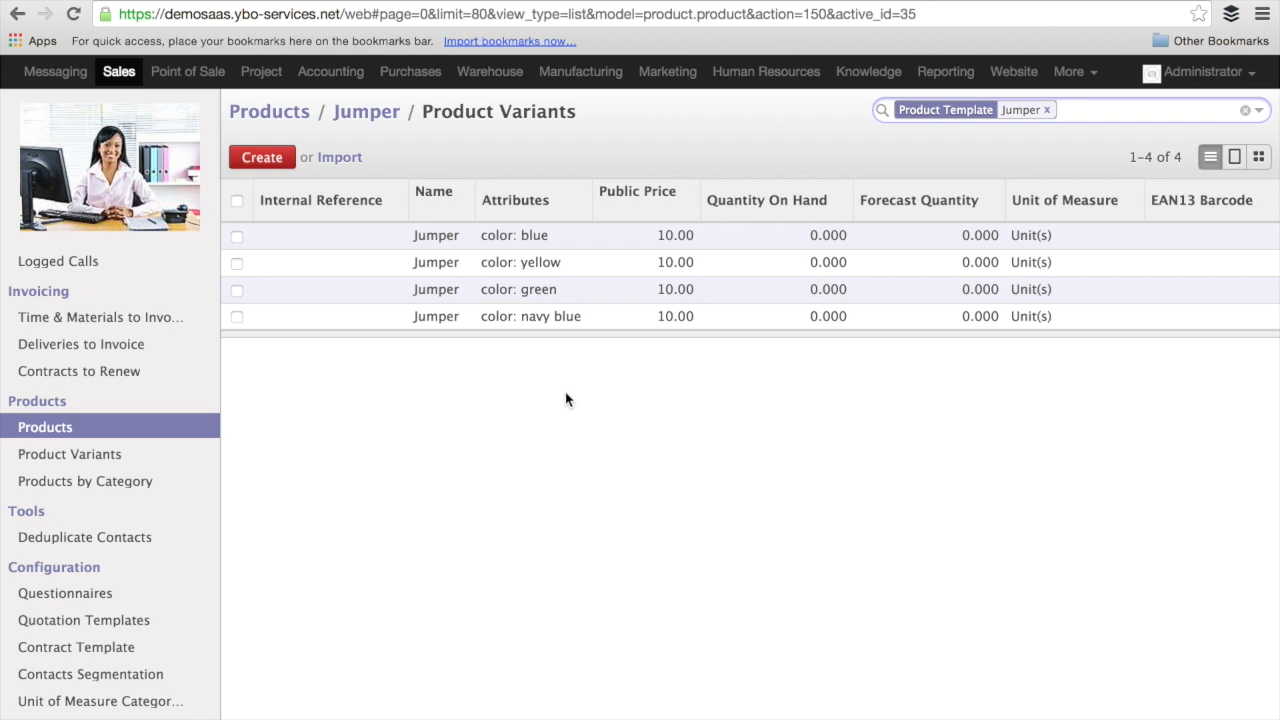 https://demosaas.ybo-services.net/web#page=0&limit=80&view_type=list&model=product.product&action=150&active_id=35
Apps For quick access, place your bookmarks here on the bookmarks bar. Import bookmarks now... Other Bookmarks
Messaging Sales Point of Sale Project Accounting Purchases Warehouse Manufacturing Marketing Human Resources Knowledge Reporting Website More Administrator
Products / Jumper / Product Variants
Product Template Jumper x
Create or Import
1-4 of 4
Internal Reference Name Attributes Public Price Quantity On Hand Forecast Quantity Unit of Measure EAN13 Barcode
Jumper color: blue 10.00 0.000 0.000 Unit(s)
Jumper color: yellow 10.00 0.000 0.000 Unit(s)
Jumper color: green 10.00 0.000 0.000 Unit(s)
Jumper color: navy blue 10.00 0.000 0.000 Unit(s)
Logged Calls
Invoicing
Time & Materials to Invo...
Deliveries to Invoice
Contracts to Renew
Products
Products
Product Variants
Products by Category
Tools
Deduplicate Contacts
Configuration
Questionnaires
Quotation Templates
Contract Template
Contacts Segmentation
Unit of Measure Categor...